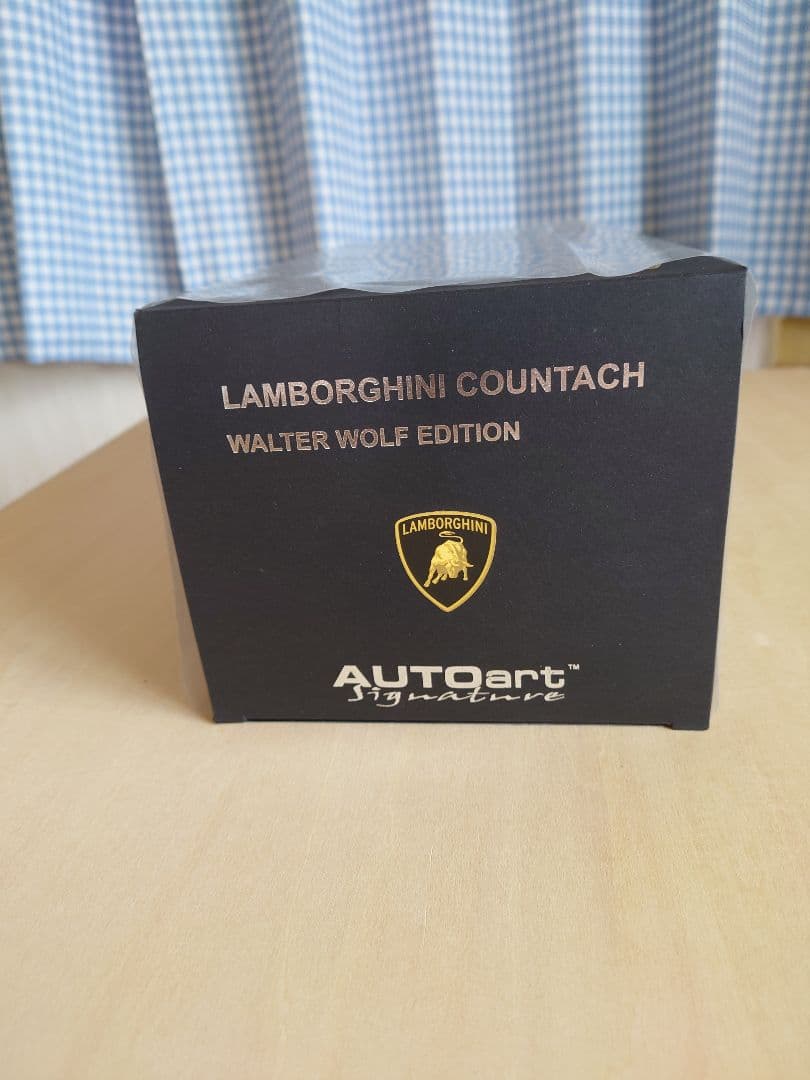 LAMBORGHINI COUNTACH
WALTER WOLF EDITION
LAMBORGHINI
AUTOart™
Signature